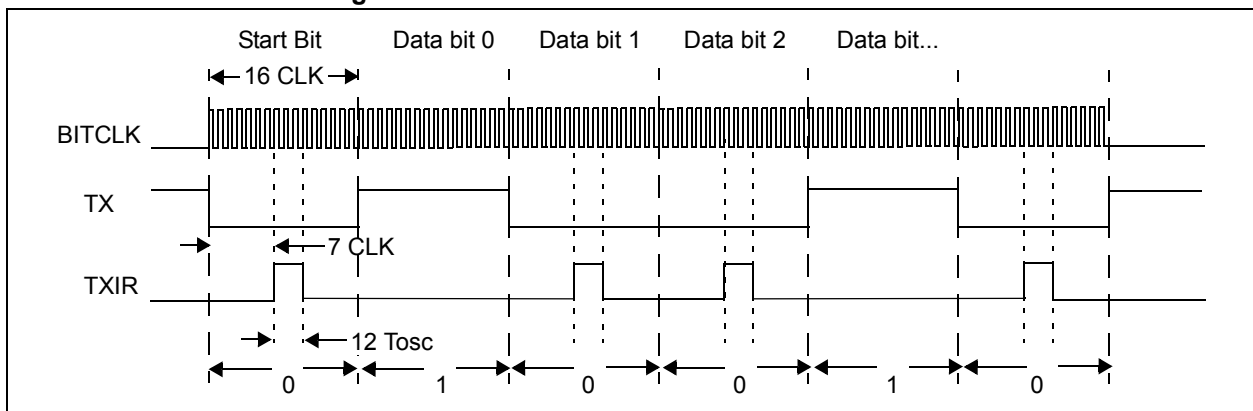 Start Bit Data bit 0 Data bit 1 Data bit 2 Data bit...
16 CLK
BITCLK
TX
7 CLK
TXIR
12 Tosc
0 1 0 0 1 0